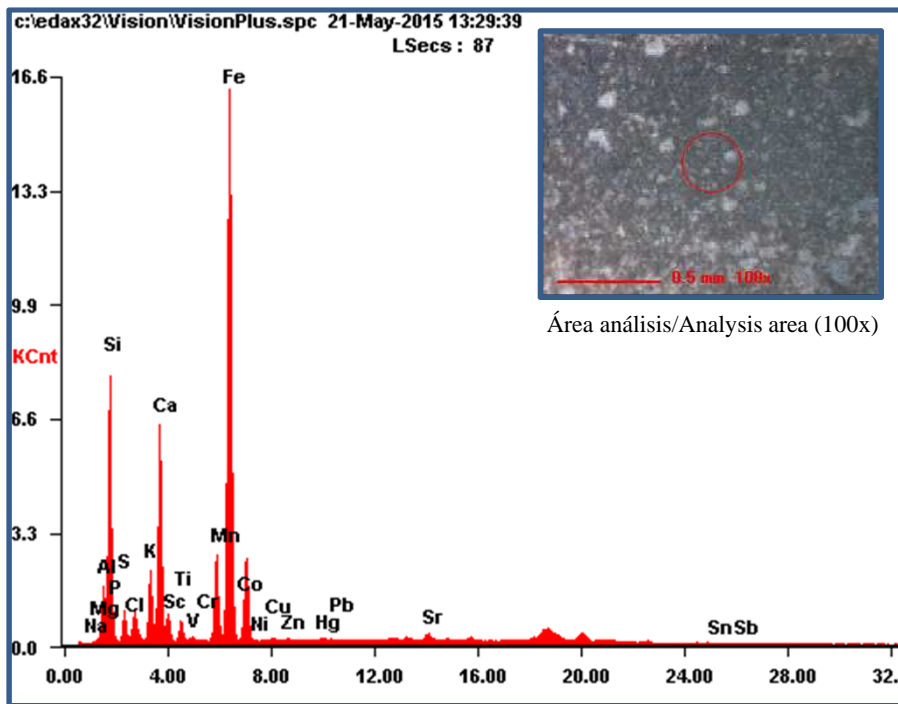 c:\edax32\Vision\VisionPlus.spc 21-May-2015 13:29:39
LSecs : 87
16.6
13.3
9.9
KCnt
6.6
3.3
0.0
Fe
Si
Ca
Mn
K
S
Al
P
Mg
Na
Cl
Sc
Ti
V
Cr
Co
Ni
Cu
Zn
Hg
Pb
Sr
Sn
Sb
0.00 4.00 8.00 12.00 16.00 20.00 24.00 28.00 32.
0.5 mm 100x
Área análisis/Analysis area (100x)